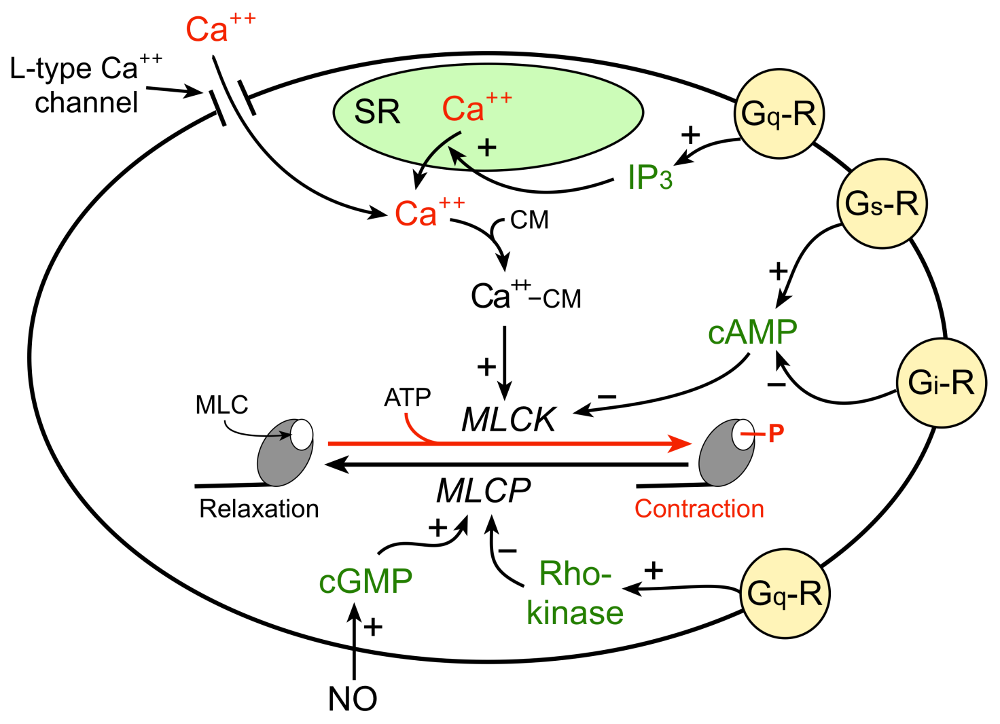 Ca++
L-type Ca++
channel
SR
Ca++
+
Gq-R
+
IP3
Gs-R
Ca++
CM
+
Ca++-CM
cAMP
+
−
Gi-R
−
ATP
MLCK
MLC
P
MLCP
Relaxation
Contraction
+
−
Rho-
kinase
+
Gq-R
cGMP
+
NO